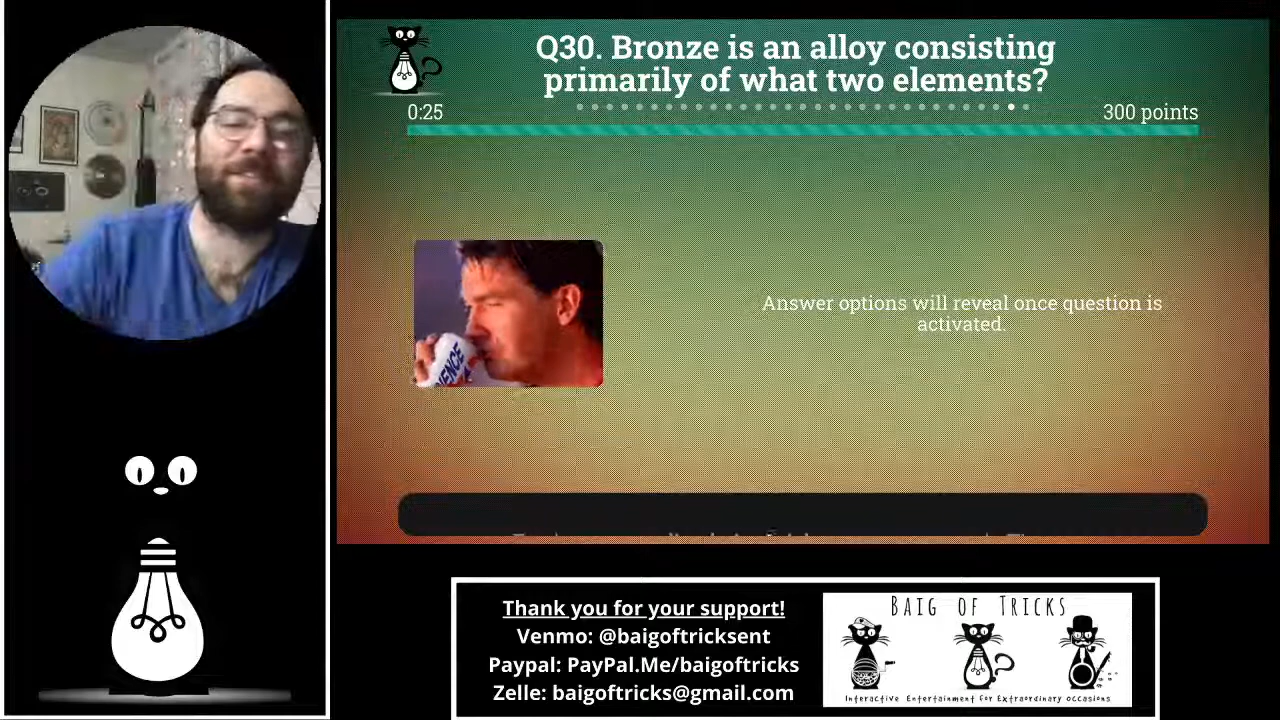 Q30. Bronze is an alloy consisting
primarily of what two elements?
0:25
300 points
Answer options will reveal once question is
activated.
Thank you for your support!
Venmo: @baigoftricksent
Paypal: PayPal.Me/baigoftricks
Zelle: baigoftricks@gmail.com
BAIG OF TRICKS
Interactive Entertainment for Extraordinary Occasions